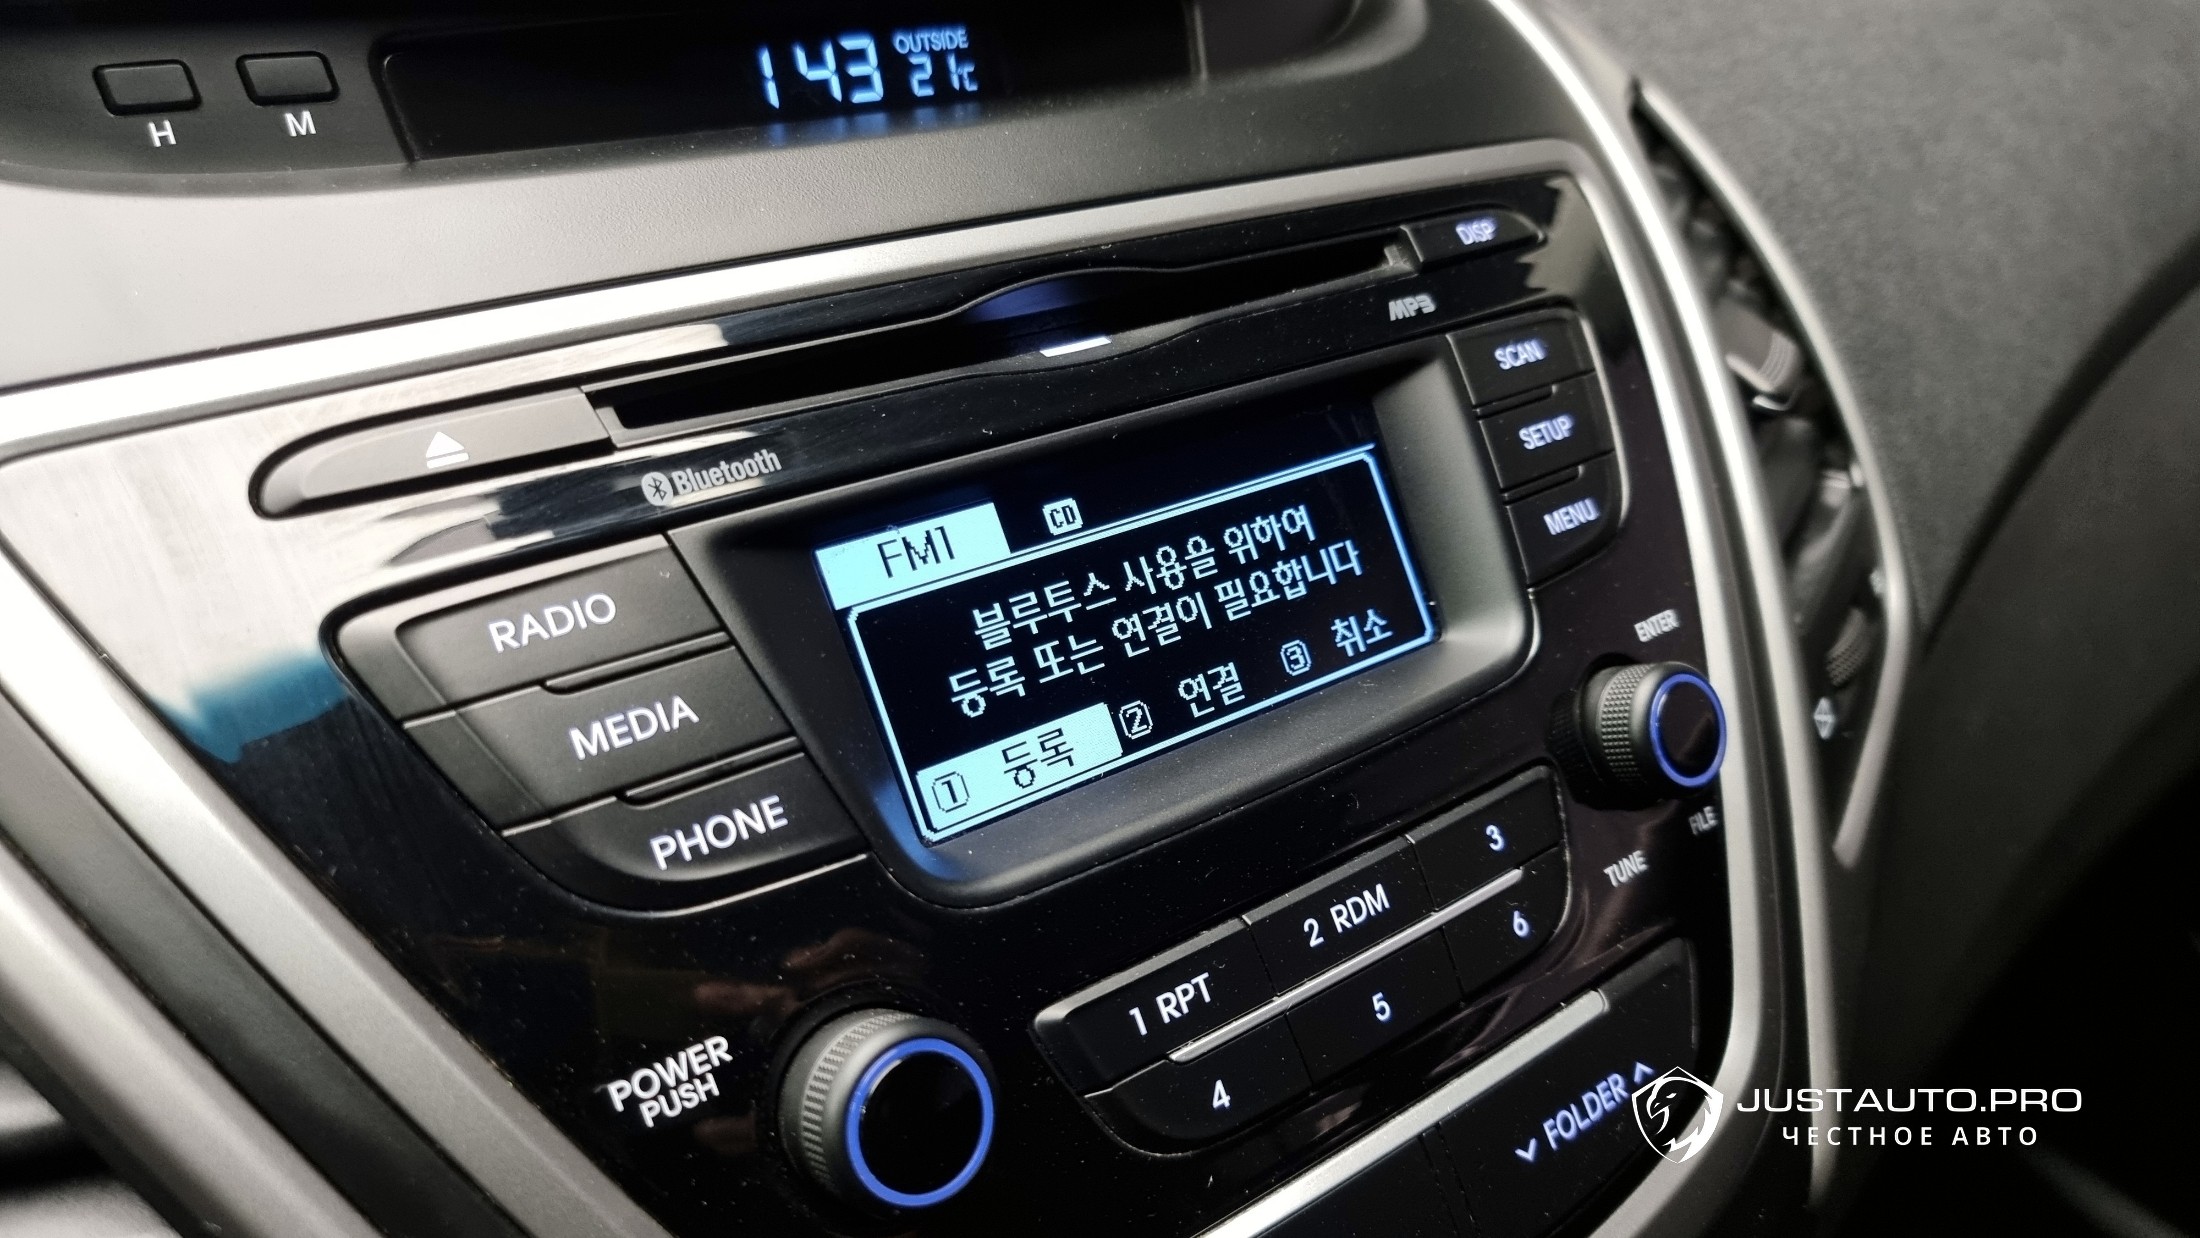 H
M
1 43
OUTSIDE
21°C
DISP
MP3
Bluetooth
SCAN
SETUP
MENU
FM1
CD
블루투스 사용을 위하여
등록 또는 연결이 필요합니다
1 등록 2 연결 3 취소
RADIO
MEDIA
PHONE
ENTER
FILE
TUNE
POWER
PUSH
1 RPT
2 RDM
3
4
5
6
FOLDER
JUSTAUTO.PRO
ЧЕСТНОЕ АВТО